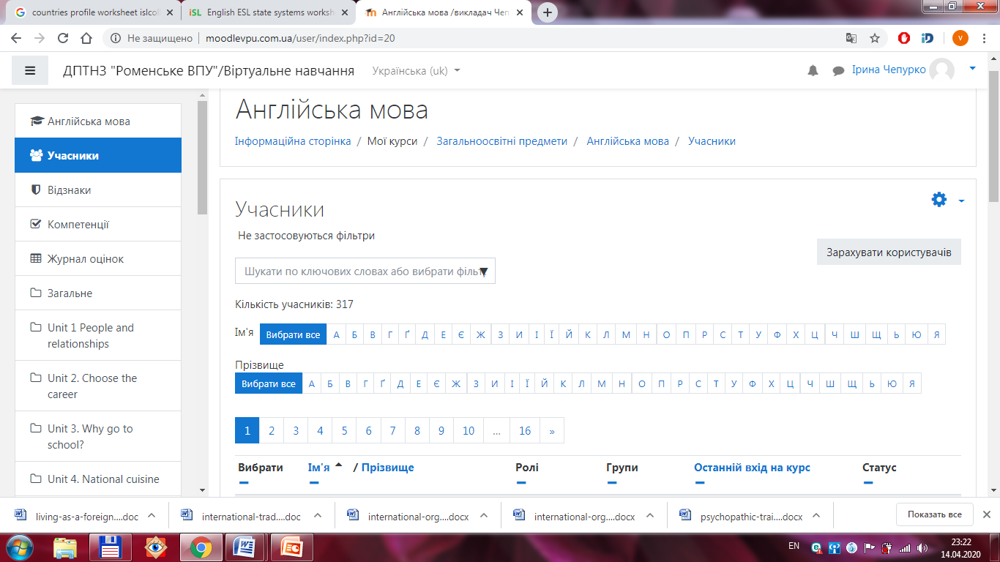 countries profile worksheet islcoll
English ESL state systems worksh
Англійська мова /викладач Чеп
Не защищено
moodlevpu.com.ua/user/index.php?id=20
v
ДПТНЗ "Роменське ВПУ"/Віртуальне навчання
Українська (uk)
Ірина Чепурко
Англійська мова
Учасники
Відзнаки
Компетенції
Журнал оцінок
Загальне
Unit 1 People and
relationships
Unit 2. Choose the
career
Unit 3. Why go to
school?
Unit 4. National cuisine
Англійська мова
Інформаційна сторінка / Мої курси / Загальноосвітні предмети / Англійська мова / Учасники
Учасники
Не застосовуються фільтри
Зарахувати користувачів
Шукати по ключових словах або вибрати фільтр
Кількість учасників: 317
Ім'я Вибрати все А Б В Г Ґ Д Е Є Ж З И І Ї Й К Л М Н О П Р С Т У Ф Х Ц Ч Ш Щ Ь Ю Я
Прізвище
Вибрати все А Б В Г Ґ Д Е Є Ж З И І Ї Й К Л М Н О П Р С Т У Ф Х Ц Ч Ш Щ Ь Ю Я
1 2 3 4 5 6 7 8 9 10 ... 16 »
Вибрати Ім'я / Прізвище Ролі Групи Останній вхід на курс Статус
living-as-a-foreign....doc
international-trad....doc
international-org....docx
international-org....docx
psychopathic-trai....docx
Показать все
EN
23:22
14.04.2020